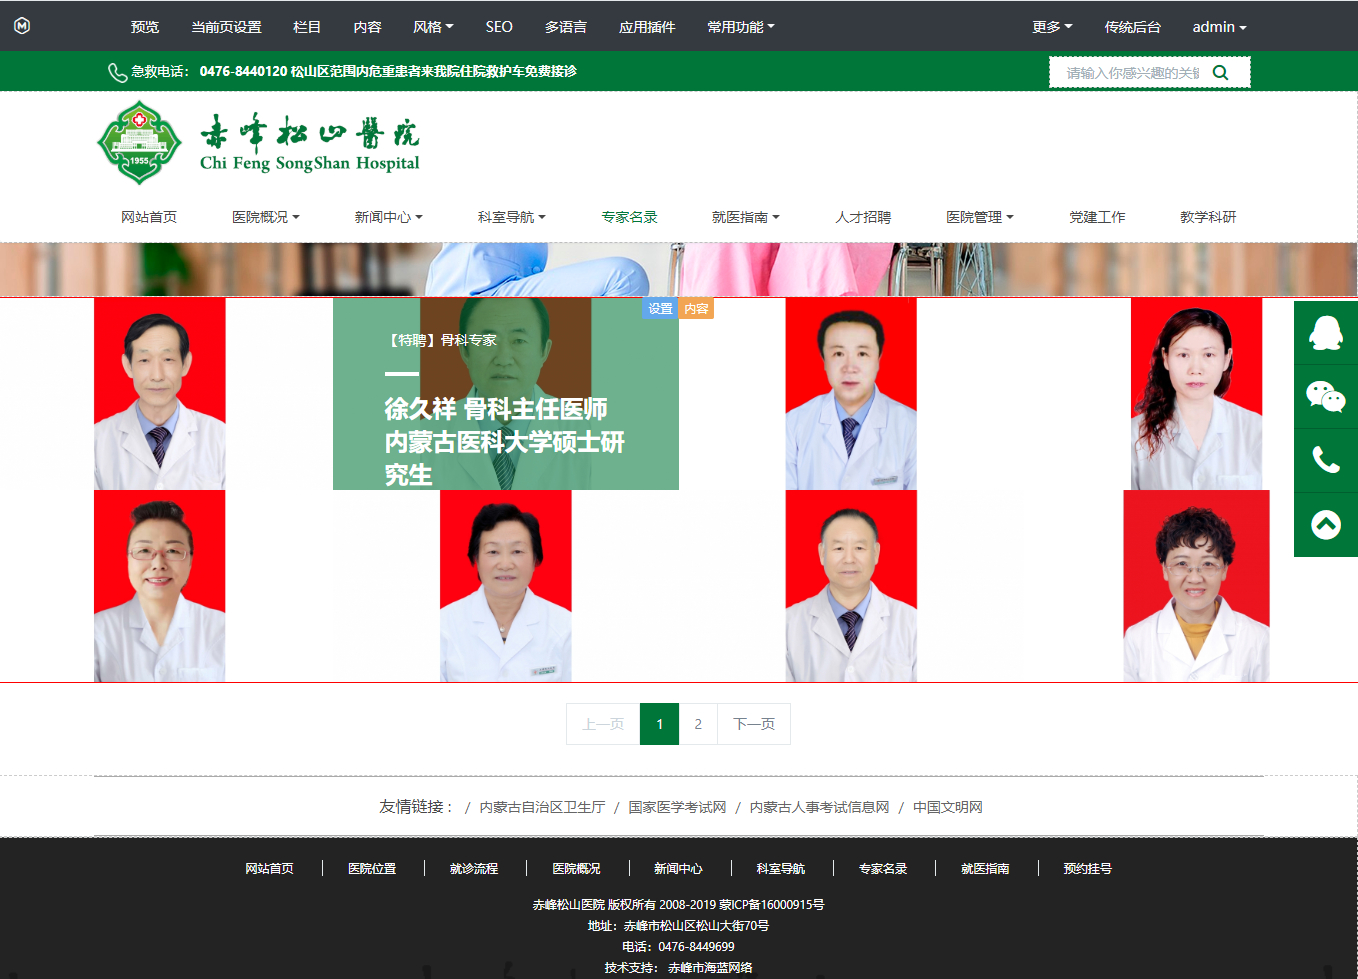 预览 当前页设置 栏目 内容 风格 SEO 多语言 应用插件 常用功能 更多 传统后台 admin
急救电话： 0476-8440120 松山区范围内危重患者来我院住院救护车免费接诊 请输入你感兴趣的关键
1955
赤峰松山醫院
Chi Feng SongShan Hospital
网站首页 医院概况 新闻中心 科室导航 专家名录 就医指南 人才招聘 医院管理 党建工作 教学科研
设置 内容
【特聘】骨科专家
徐久祥 骨科主任医师
内蒙古医科大学硕士研
究生
上一页 1 2 下一页
友情链接： / 内蒙古自治区卫生厅 / 国家医学考试网 / 内蒙古人事考试信息网 / 中国文明网
网站首页 医院位置 就诊流程 医院概况 新闻中心 科室导航 专家名录 就医指南 预约挂号
赤峰松山医院 版权所有 2008-2019 蒙ICP备16000915号
地址：赤峰市松山区松山大街70号
电话：0476-8449699
技术支持： 赤峰市海蓝网络